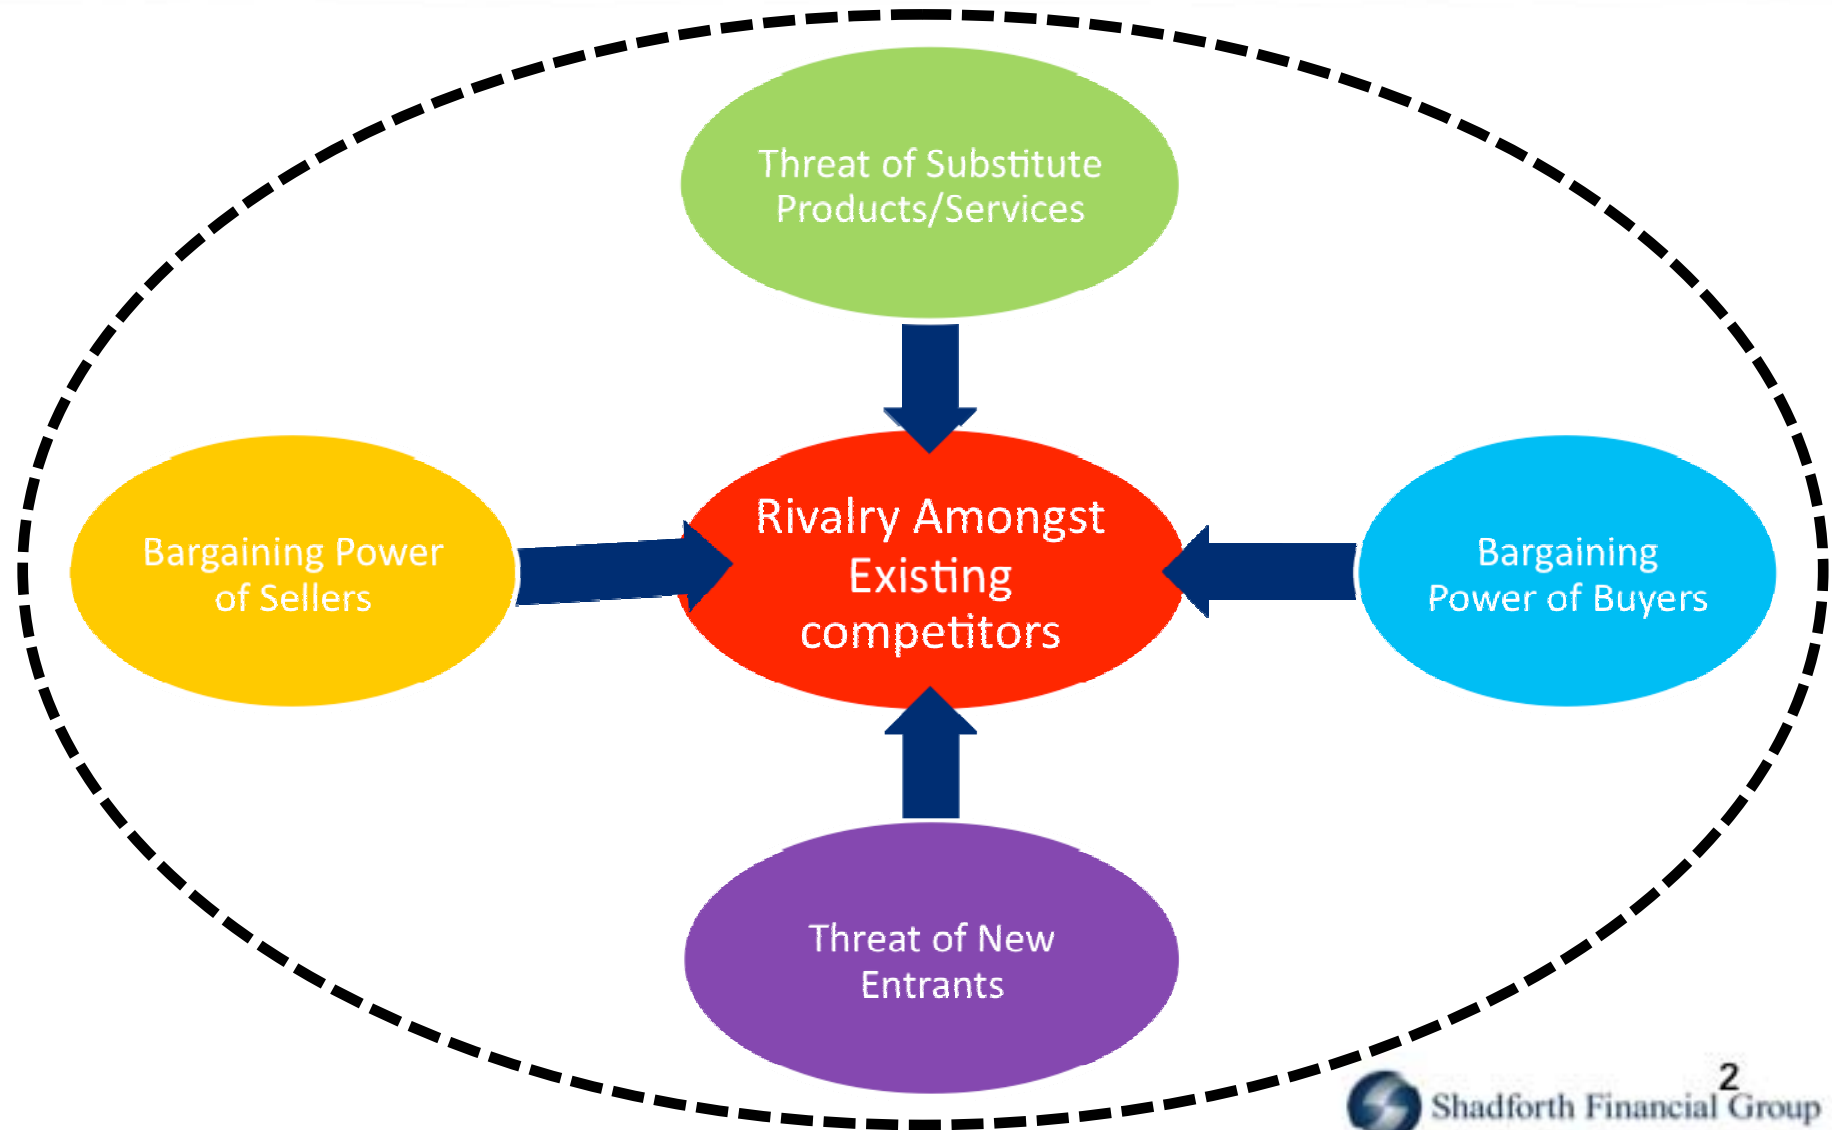 Threat of Substitute
Products/Services
Bargaining Power
of Sellers
Rivalry Amongst
Existing
competitors
Bargaining
Power of Buyers
Threat of New
Entrants
2
Shadforth Financial Group